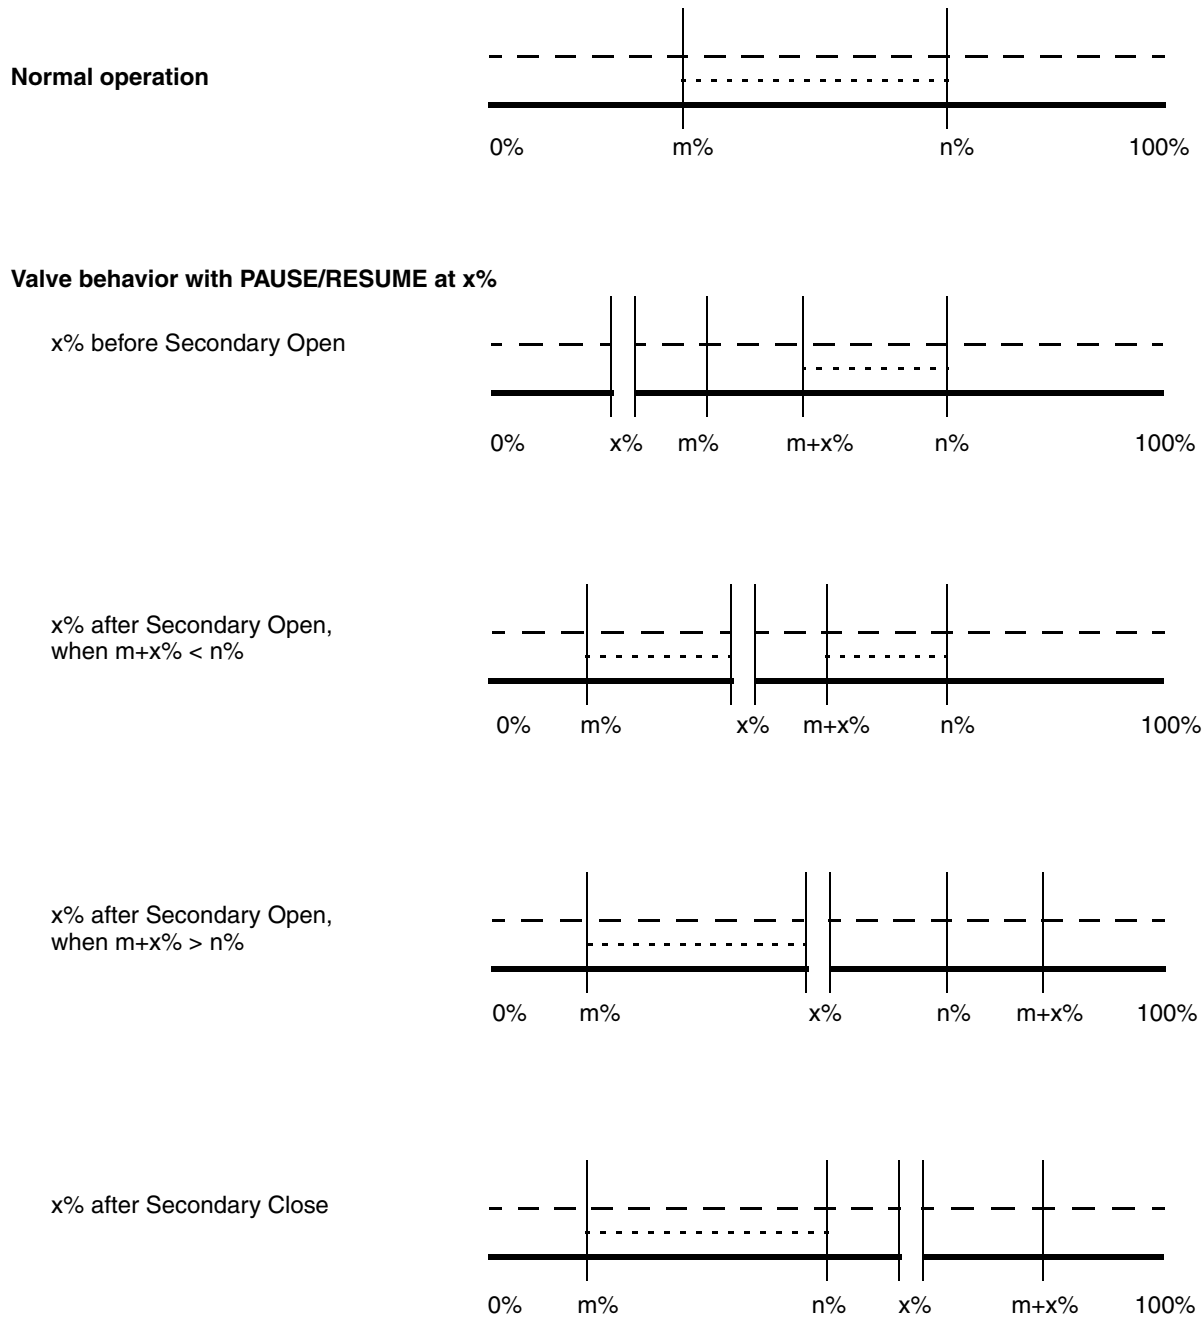 Normal operation
0% m% n% 100%
Valve behavior with PAUSE/RESUME at x%
x% before Secondary Open
0% x% m% m+x% n% 100%
x% after Secondary Open,
when m+x% < n%
0% m% x% m+x% n% 100%
x% after Secondary Open,
when m+x% > n%
0% m% x% n% m+x% 100%
x% after Secondary Close
0% m% n% x% m+x% 100%